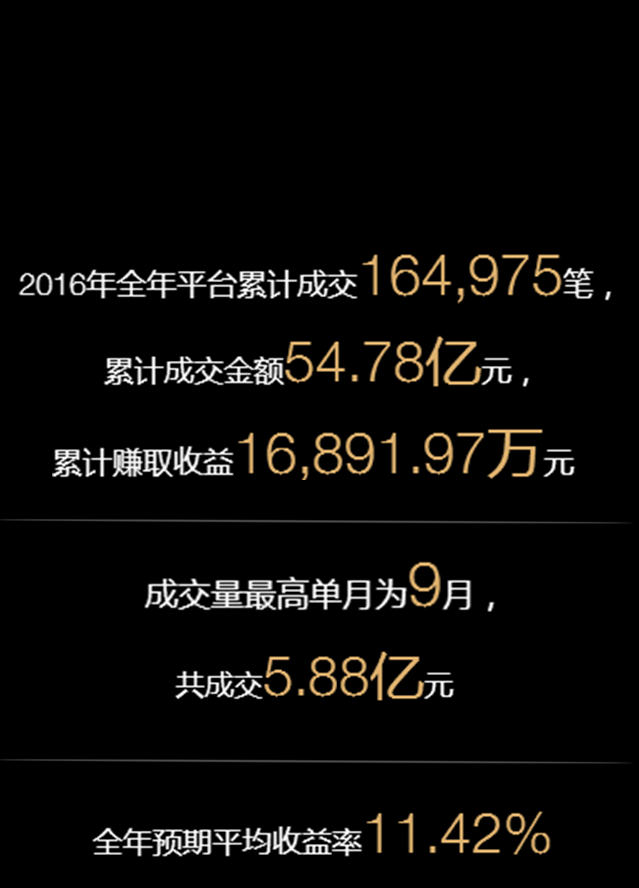 2016年全年平台累计成交164,975笔，
累计成交金额54.78亿元，
累计赚取收益16,891.97万元
成交量最高单月为9月，
共成交5.88亿元
全年预期平均收益率11.42%